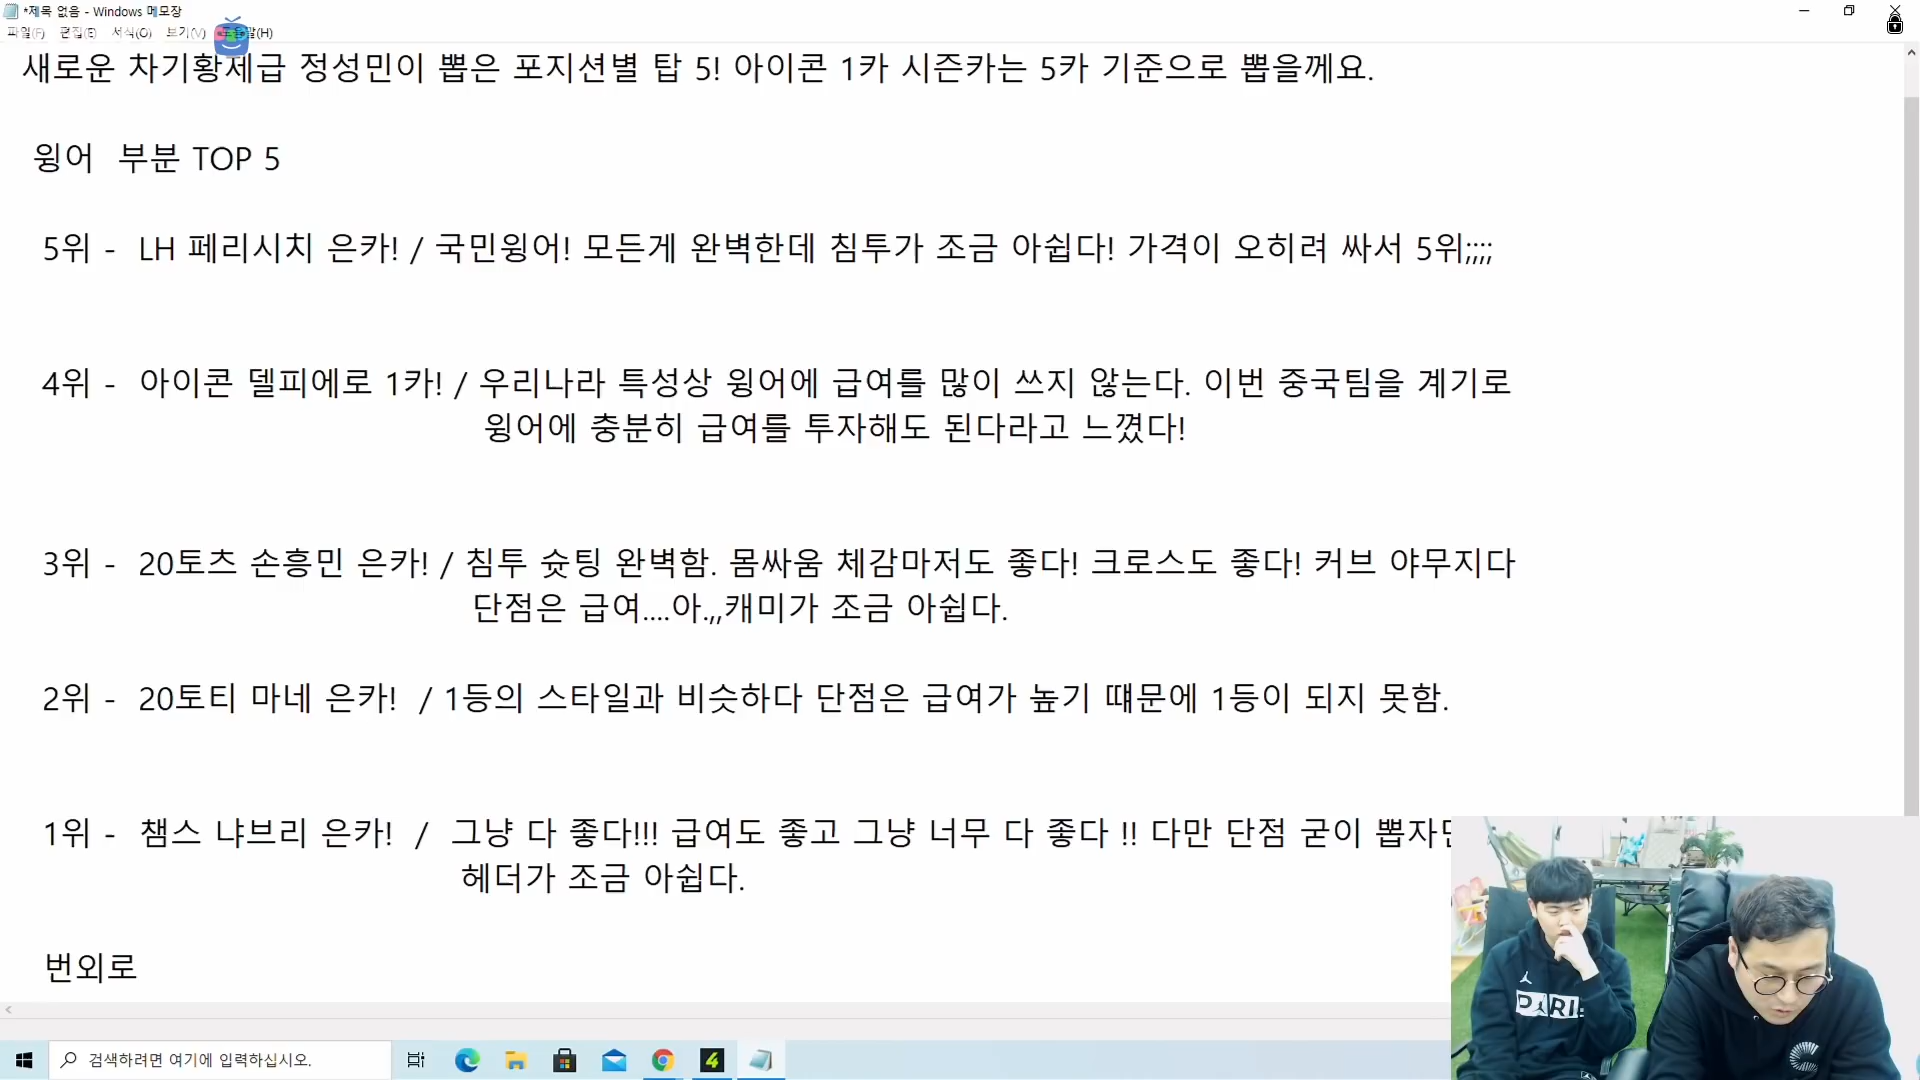 *제목 없음 - Windows 메모장
파일(F) 편집(E) 서식(O) 보기(V) 도움말(H)
새로운 차기황제급 정성민이 뽑은 포지션별 탑 5! 아이콘 1카 시즌카는 5카 기준으로 뽑을께요.
윙어 부분 TOP 5
5위 - LH 페리시치 은카! / 국민윙어! 모든게 완벽한데 침투가 조금 아쉽다! 가격이 오히려 싸서 5위;;;;
4위 - 아이콘 델피에로 1카! / 우리나라 특성상 윙어에 급여를 많이 쓰지 않는다. 이번 중국팀을 계기로
윙어에 충분히 급여를 투자해도 된다라고 느꼈다!
3위 - 20토츠 손흥민 은카! / 침투 슛팅 완벽함. 몸싸움 체감마저도 좋다! 크로스도 좋다! 커브 야무지다
단점은 급여....아.,,캐미가 조금 아쉽다.
2위 - 20토티 마네 은카! / 1등의 스타일과 비슷하다 단점은 급여가 높기 떄문에 1등이 되지 못함.
1위 - 챔스 냐브리 은카! / 그냥 다 좋다!!! 급여도 좋고 그냥 너무 다 좋다 !! 다만 단점 굳이 뽑자면
헤더가 조금 아쉽다.
번외로
PARIS
검색하려면 여기에 입력하십시오.
4